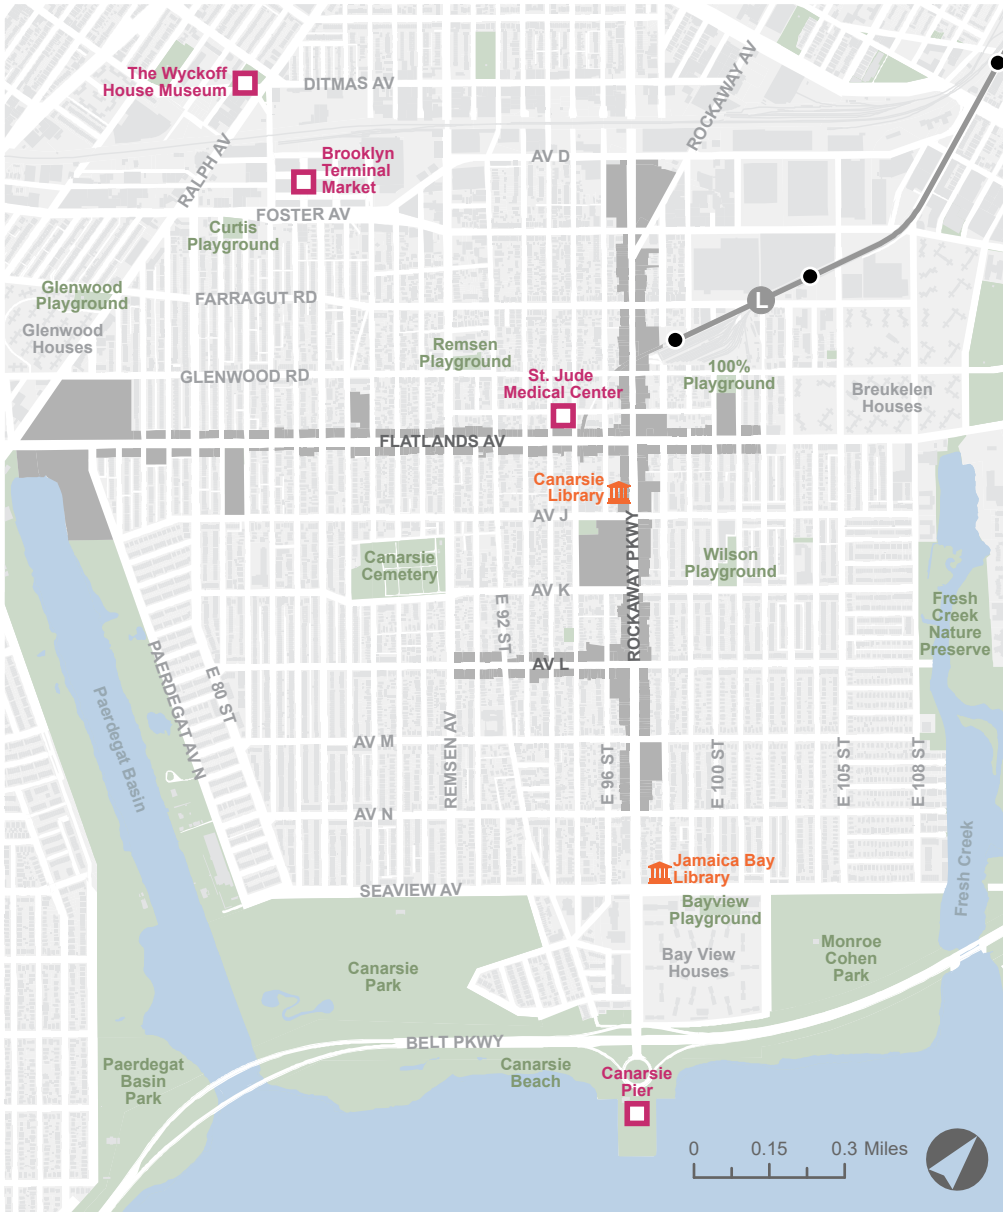 The Wyckoff
House Museum
DITMAS AV
ROCKAWAY AV
RALPH AV
Brooklyn
Terminal
Market
AV D
FOSTER AV
Curtis
Playground
Glenwood
Playground
FARRAGUT RD
L
Glenwood
Houses
Remsen
Playground
GLENWOOD RD
St. Jude
Medical Center
100%
Playground
Breukelen
Houses
FLATLANDS AV
Canarsie
Library
AV J
ROCKAWAY PKWY
Canarsie
Cemetery
Wilson
Playground
AV K
E 92 ST
Fresh
Creek
Nature
Preserve
PAERDEGAT AV N
E 80 ST
AV L
Paerdegat Basin
REMSEN AV
AV M
E 96 ST
E 100 ST
E 105 ST
E 108 ST
AV N
Fresh Creek
Jamaica Bay
Library
SEAVIEW AV
Bayview
Playground
Canarsie
Park
Bay View
Houses
Monroe
Cohen
Park
BELT PKWY
Paerdegat
Basin
Park
Canarsie
Beach
Canarsie
Pier
0 0.15 0.3 Miles